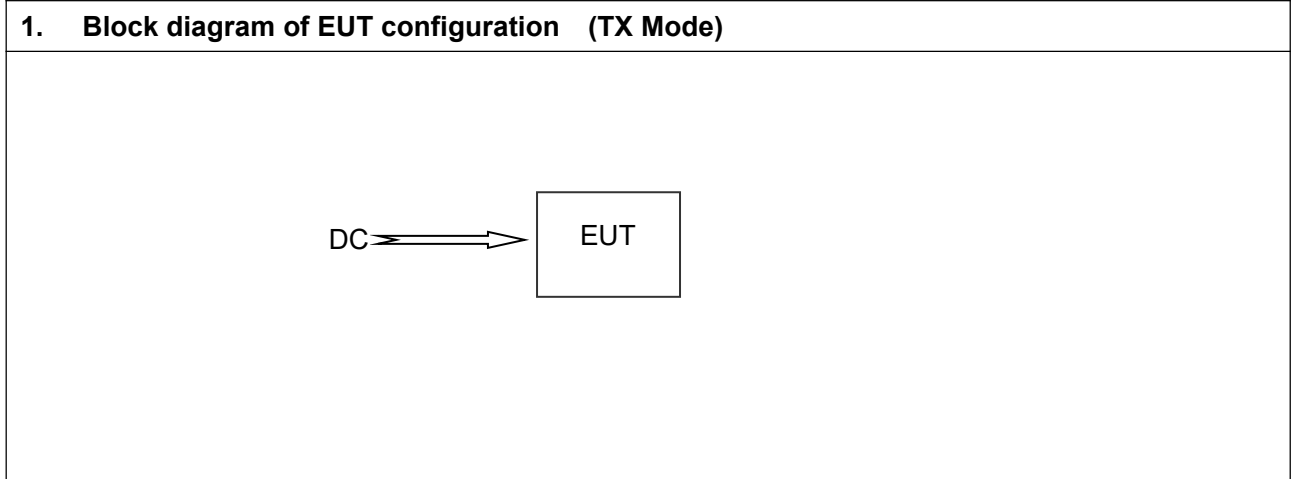 1. Block diagram of EUT configuration (TX Mode)
DC EUT